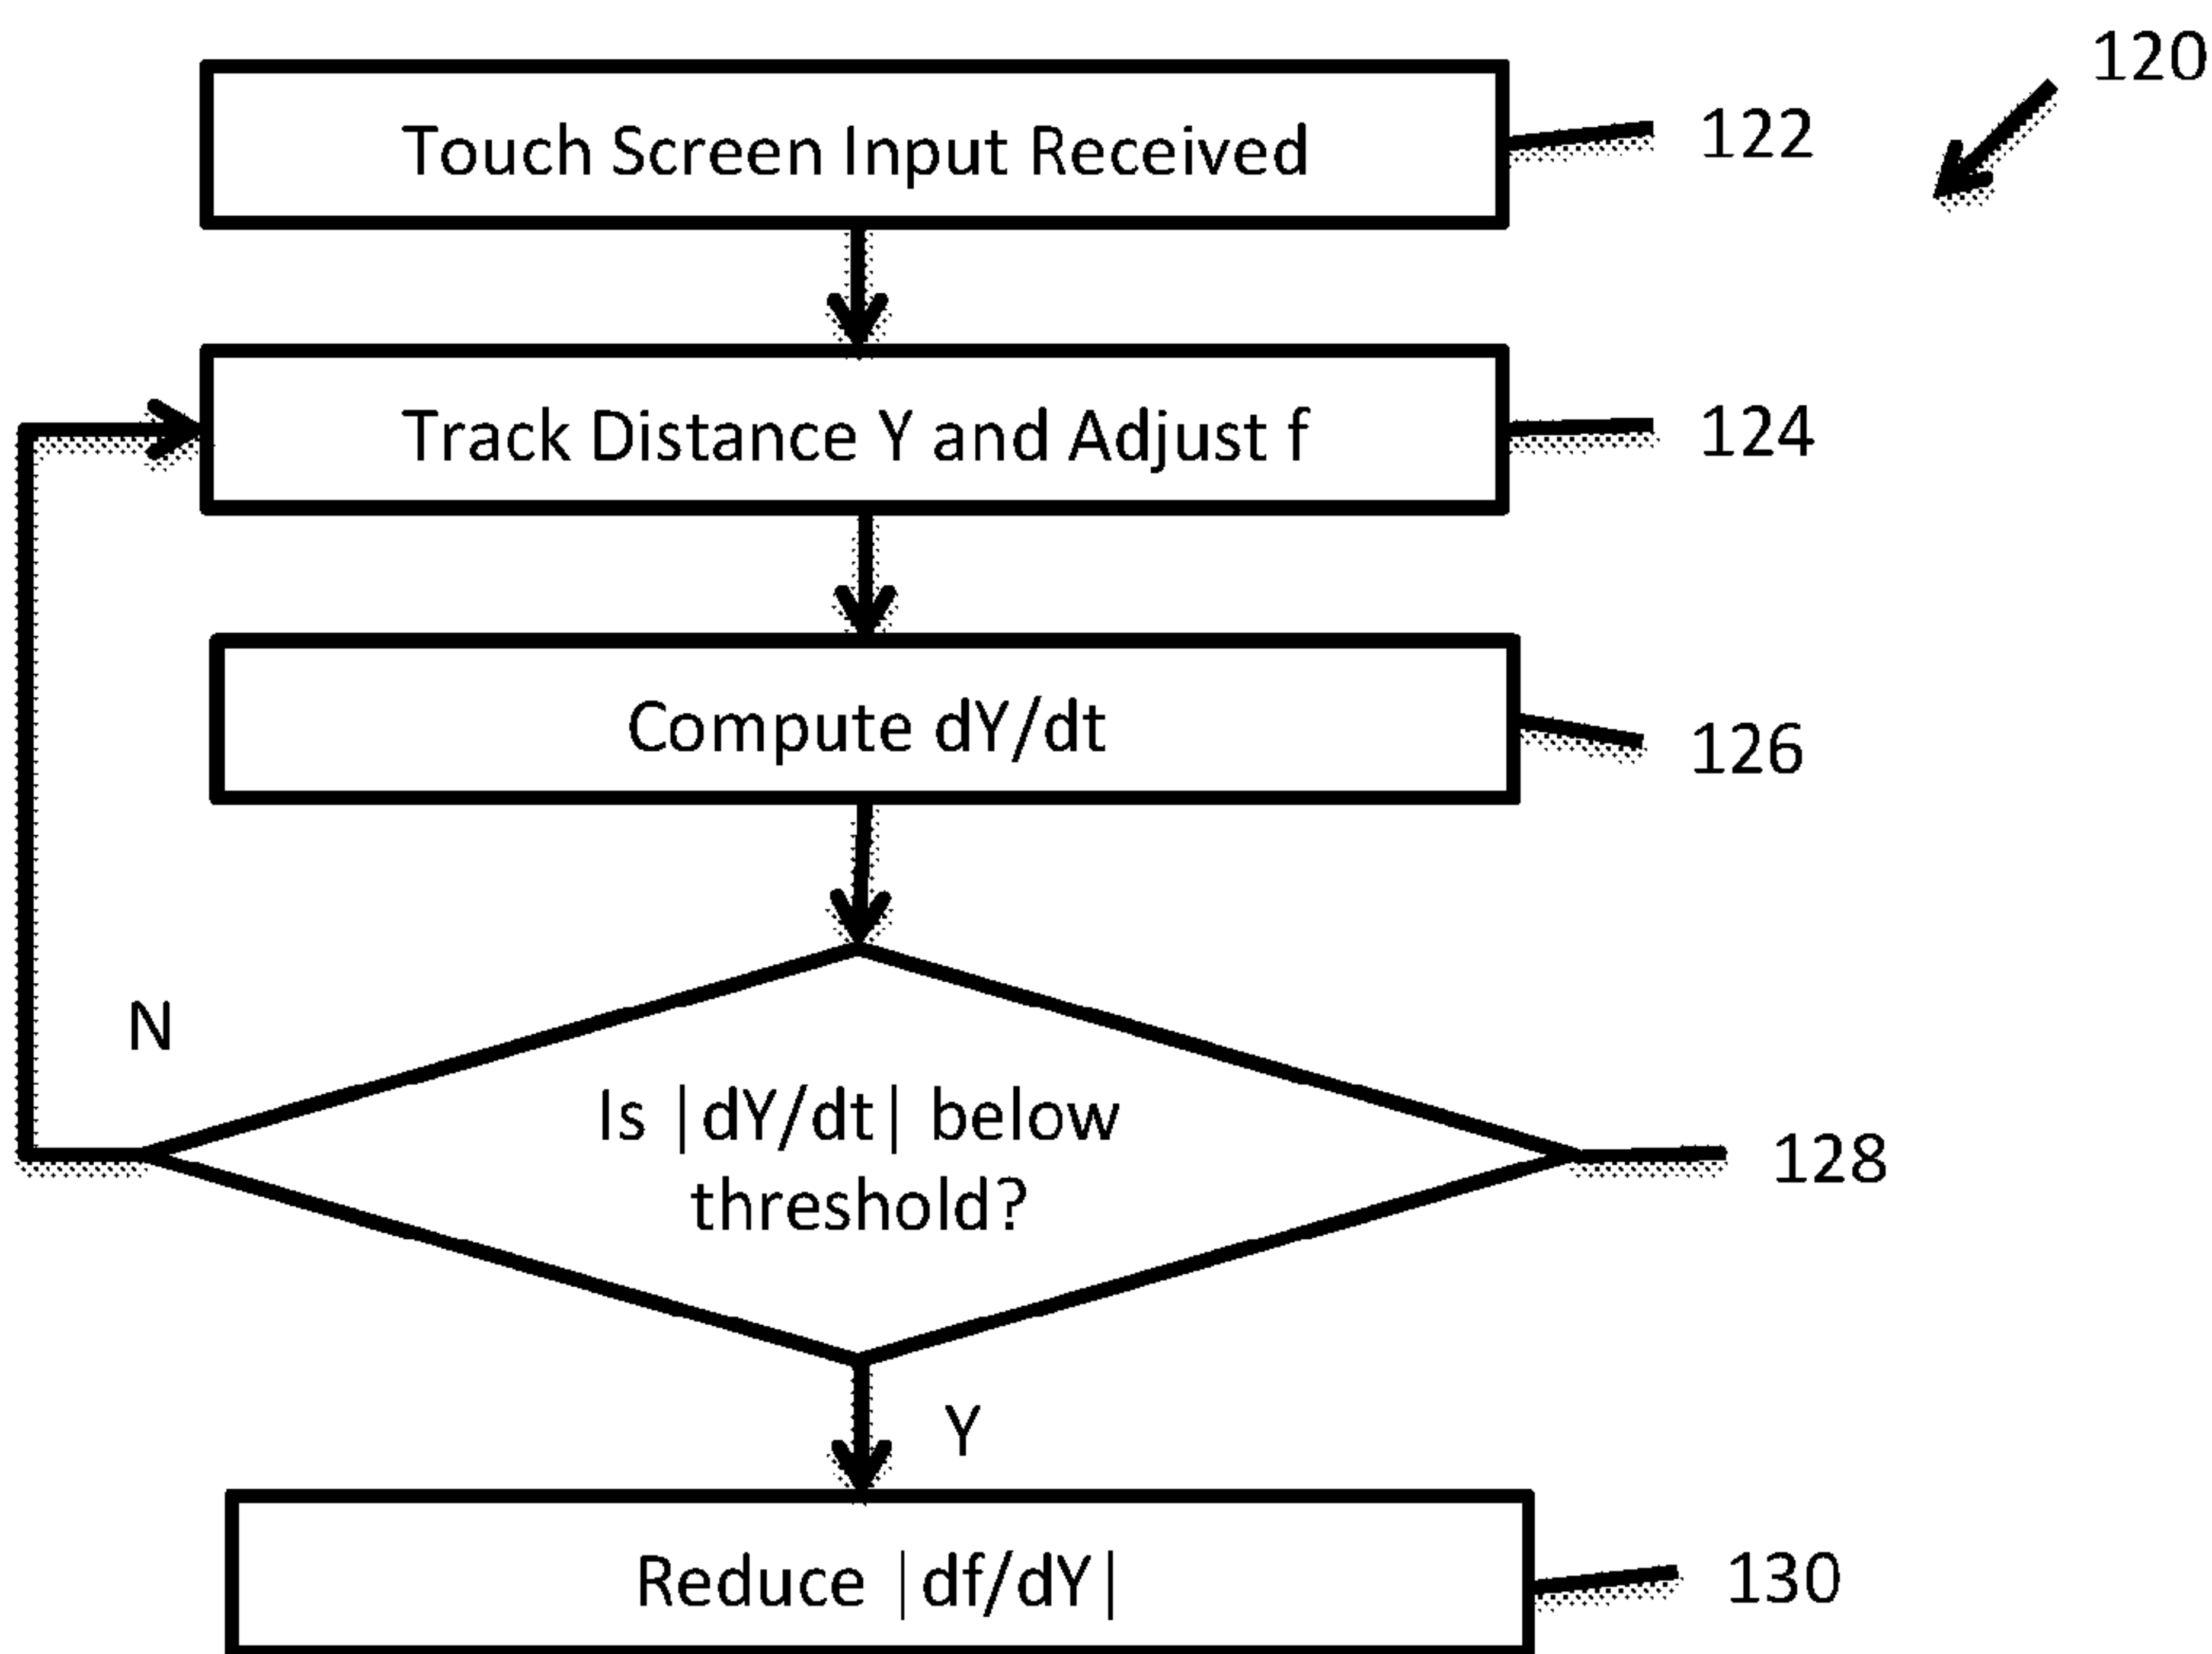 120
Touch Screen Input Received
122
Track Distance Y and Adjust f
124
Compute dY/dt
126
N
Is |dY/dt| below
threshold?
128
Y
Reduce |df/dY|
130